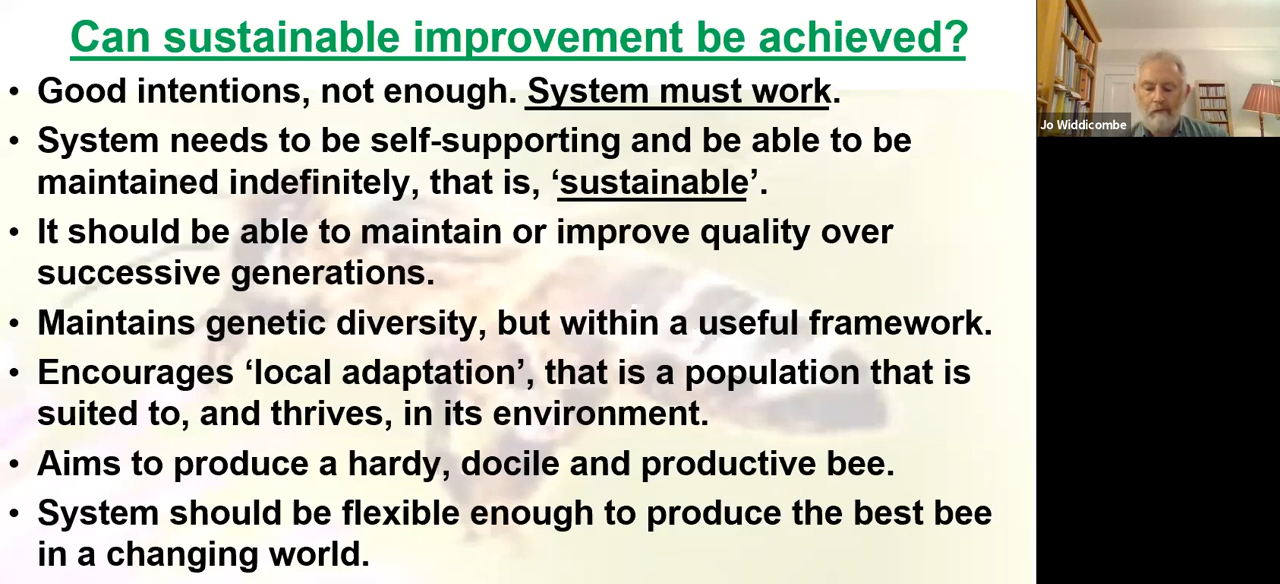 Can sustainable improvement be achieved?
• Good intentions, not enough. System must work.
• System needs to be self-supporting and be able to be
maintained indefinitely, that is, ‘sustainable’.
• It should be able to maintain or improve quality over
successive generations.
• Maintains genetic diversity, but within a useful framework.
• Encourages ‘local adaptation’, that is a population that is
suited to, and thrives, in its environment.
• Aims to produce a hardy, docile and productive bee.
• System should be flexible enough to produce the best bee
in a changing world.
Jo Widdicombe